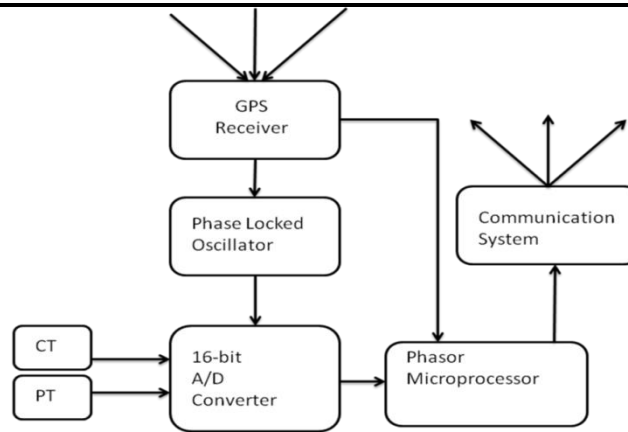 GPS
Receiver
Phase Locked
Oscillator
Communication
System
CT
PT
16-bit
A/D
Converter
Phasor
Microprocessor